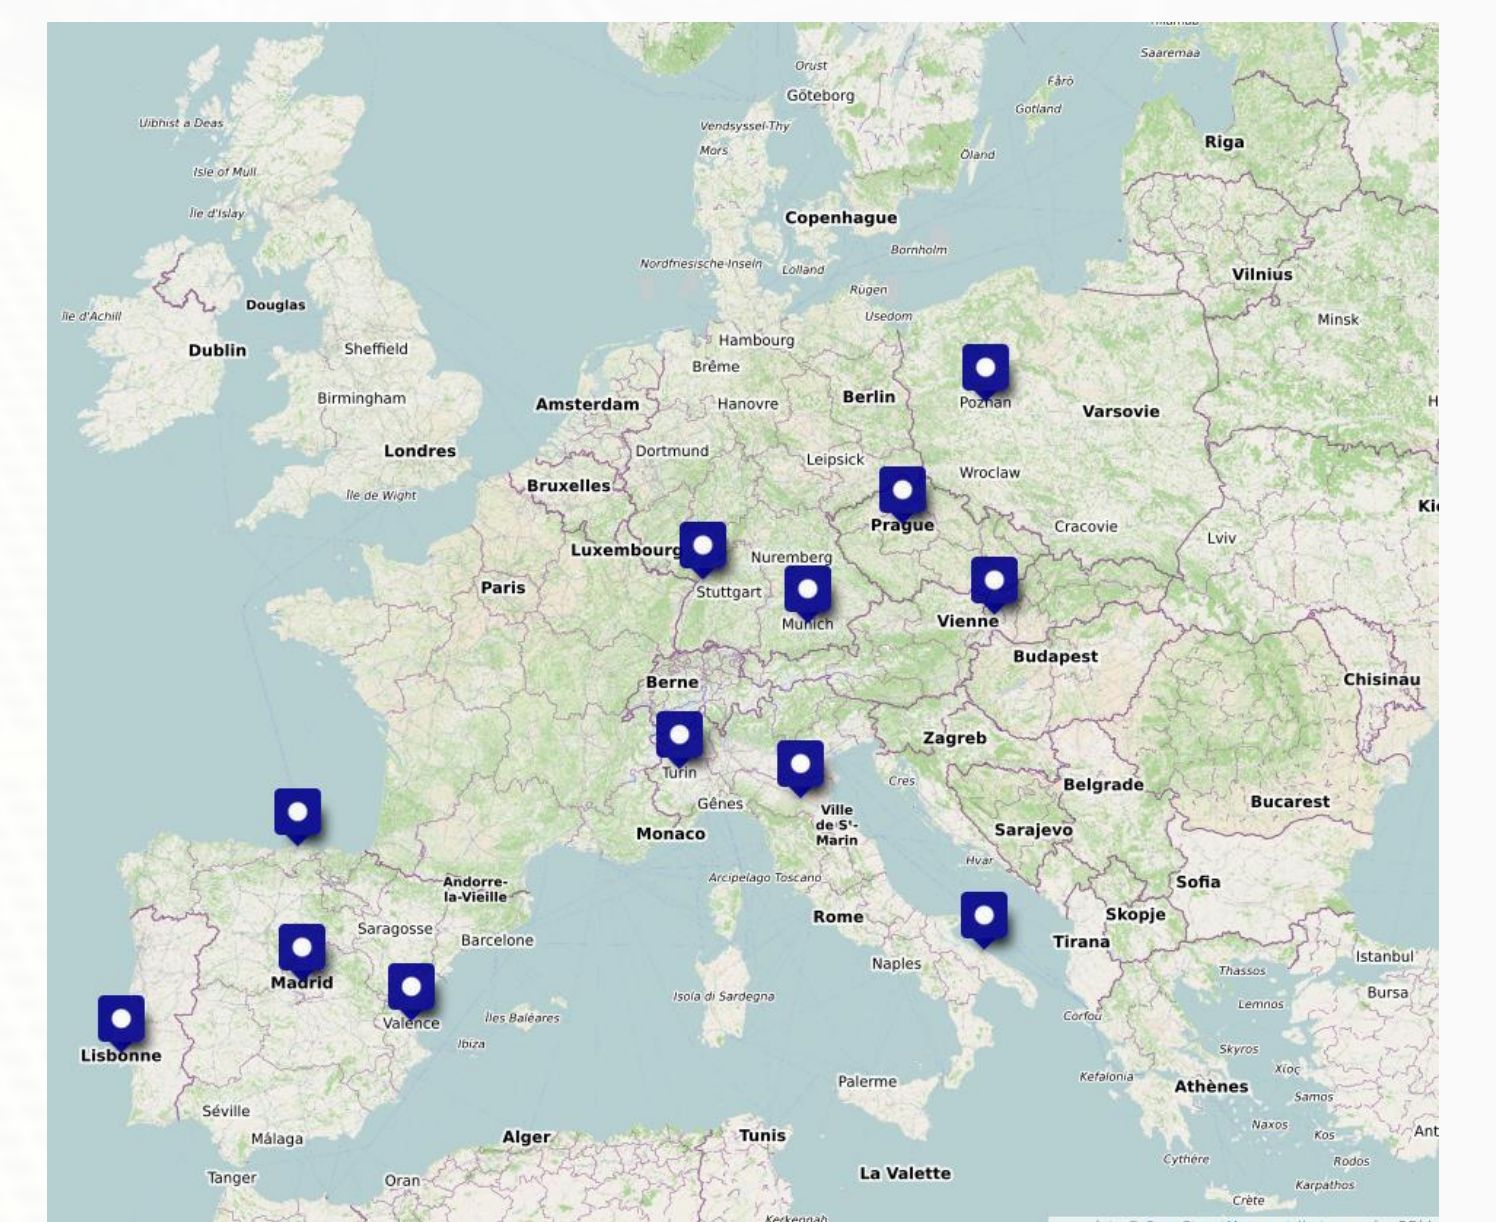 Saaremaa
Orust
Fårö
Göteborg
Gotland
Uibhist a Deas
Vendsyssel-Thy
Riga
Mors
Öland
Isle of Mull
Île d'Islay
Copenhague
Bornholm
Nordfriesische-Inseln
Lolland
Vilnius
Rügen
Douglas
île d'Achill
Usedom
Minsk
Hambourg
Dublin
Sheffield
Brême
Birmingham
Berlin
Amsterdam
Hanovre
Poznan
H
Varsovie
Londres
Dortmund
Leipsick
Wroclaw
Bruxelles
Île de Wight
Ki
Prague
Cracovie
Lviv
Luxembourg
Nuremberg
Paris
Stuttgart
Vienne
Munich
Budapest
Berne
Chisinau
Zagreb
Turin
Cres
Belgrade
Gênes
Bucarest
Ville
de Sᵗ-
Marin
Monaco
Sarajevo
Hvar
Arcipelago Toscano
Andorre-
la-Vieille
Sofia
Rome
Skopje
Saragosse
Barcelone
Tirana
Naples
Istanbul
Thassos
Madrid
Bursa
Isola di Sardegna
Lemnos
Corfou
Îles Baléares
Valence
Ibiza
Skyros
Lisbonne
Χίος
Kefalonia
Palerme
Athènes
Samos
Séville
Naxos
Ant
Málaga
Alger
Tunis
Kos
Cythére
Rodos
Tanger
Oran
La Valette
Karpathos
Crète
Kerkennah